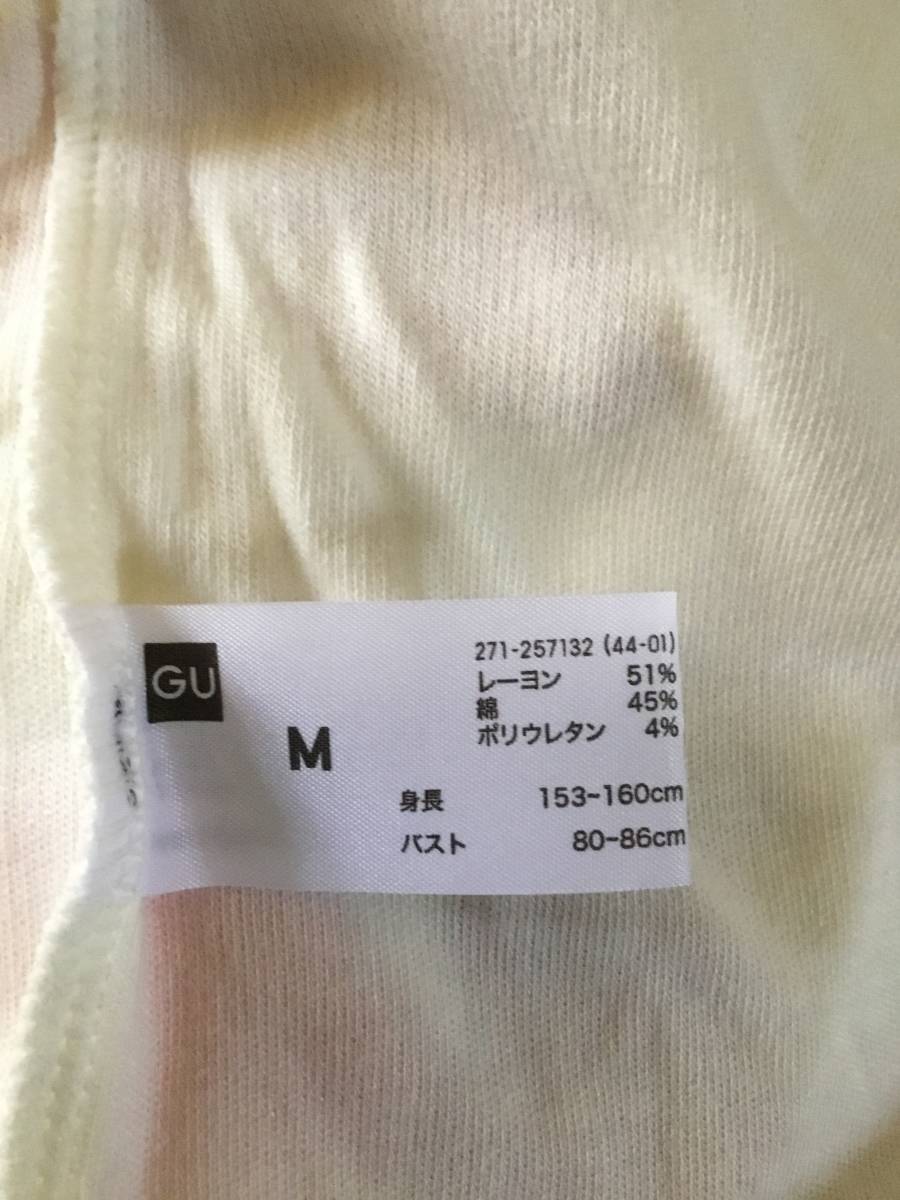 GU
M
271-257132 (44-01)
レーヨン 51%
綿 45%
ポリウレタン 4%
身長 153~160cm
バスト 80~86cm